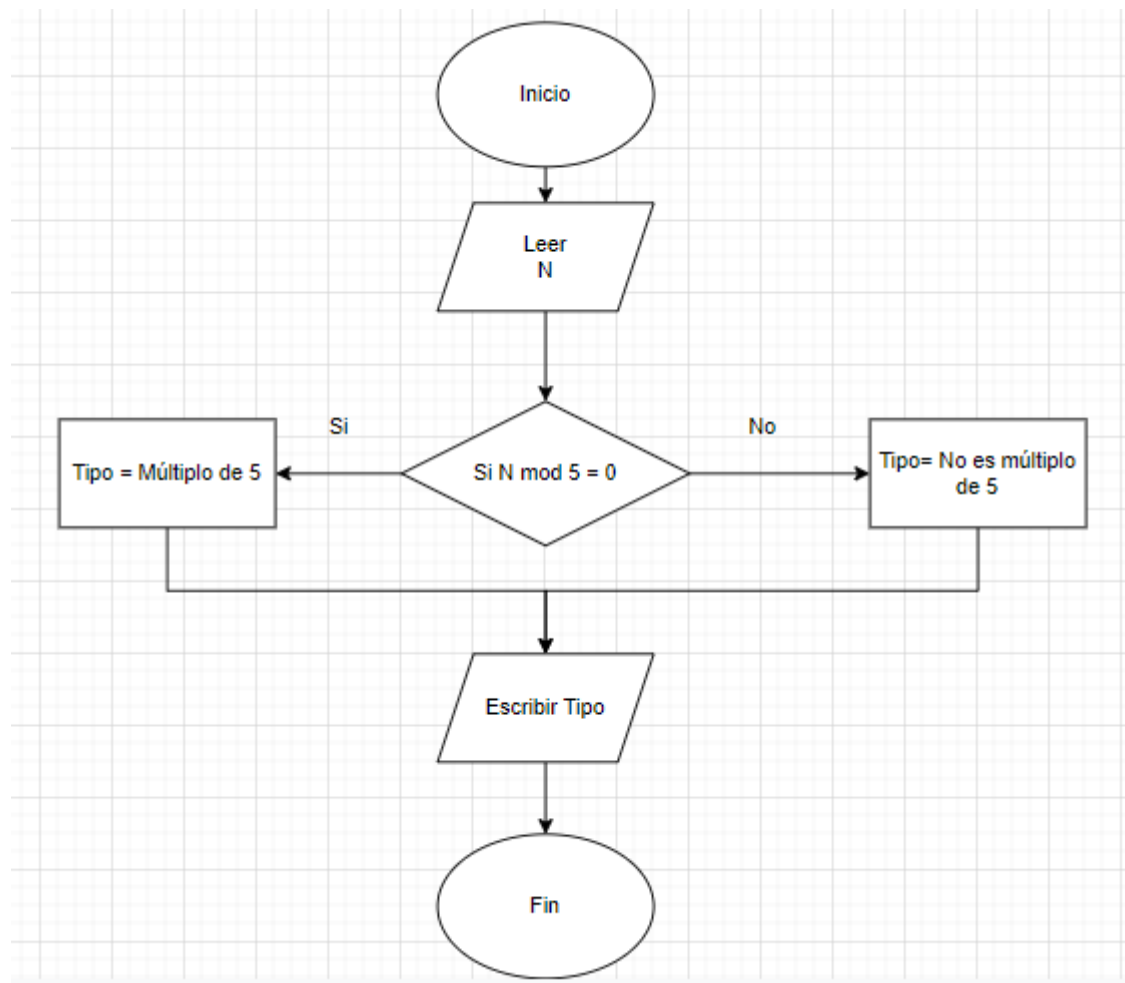 Inicio
Leer
N
Si
No
Tipo = Múltiplo de 5
Si N mod 5 = 0
Tipo= No es múltiplo
de 5
Escribir Tipo
Fin